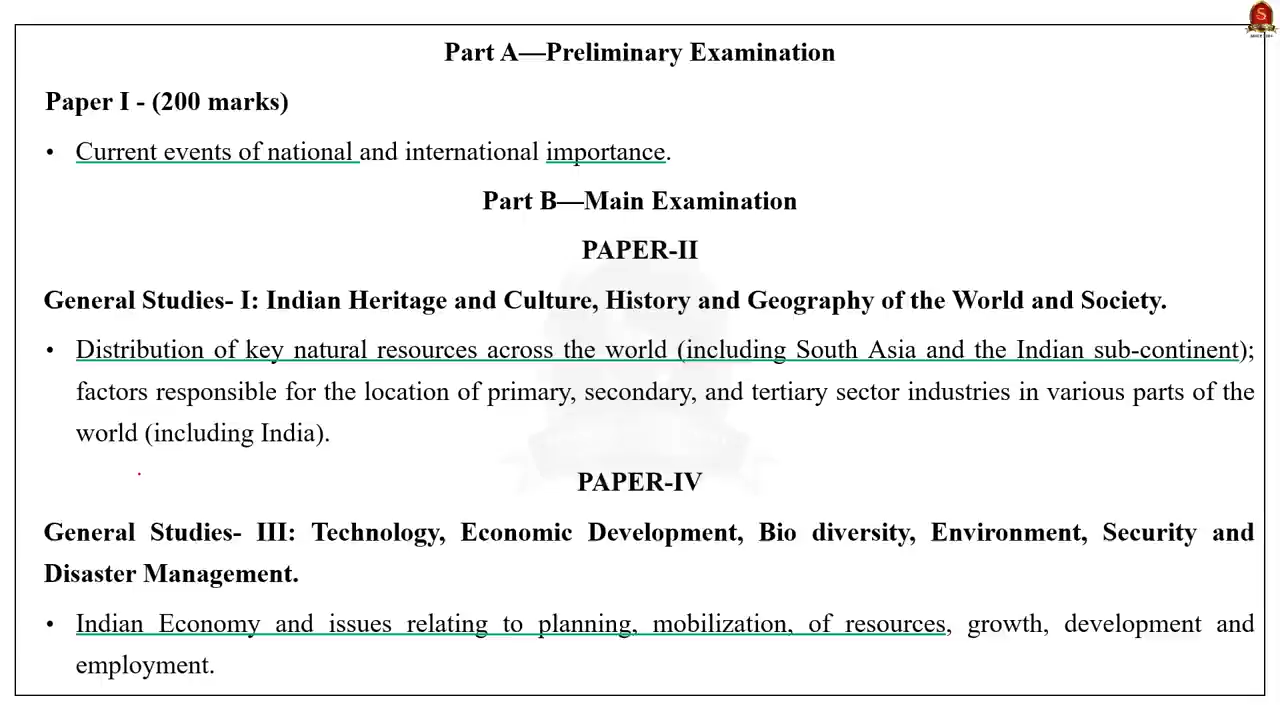 S
Part A—Preliminary Examination
Paper I - (200 marks)
• Current events of national and international importance.
Part B—Main Examination
PAPER-II
General Studies- I: Indian Heritage and Culture, History and Geography of the World and Society.
• Distribution of key natural resources across the world (including South Asia and the Indian sub-continent);
factors responsible for the location of primary, secondary, and tertiary sector industries in various parts of the
world (including India).
PAPER-IV
General Studies- III: Technology, Economic Development, Bio diversity, Environment, Security and
Disaster Management.
• Indian Economy and issues relating to planning, mobilization, of resources, growth, development and
employment.